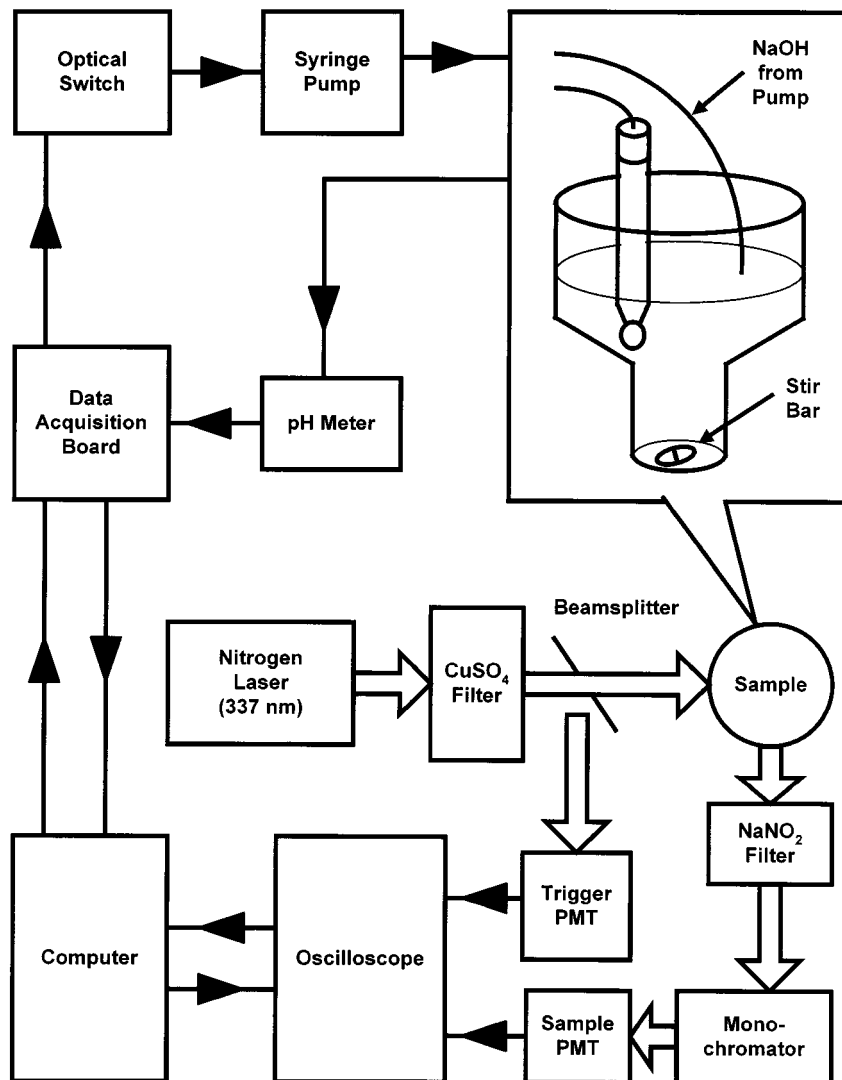 Optical
Switch
Syringe
Pump
NaOH
from
Pump
Data
Acquisition
Board
pH Meter
Stir
Bar
Beamsplitter
Nitrogen
Laser
(337 nm)
CuSO₄
Filter
Sample
NaNO₂
Filter
Trigger
PMT
Computer
Oscilloscope
Sample
PMT
Mono-
chromator